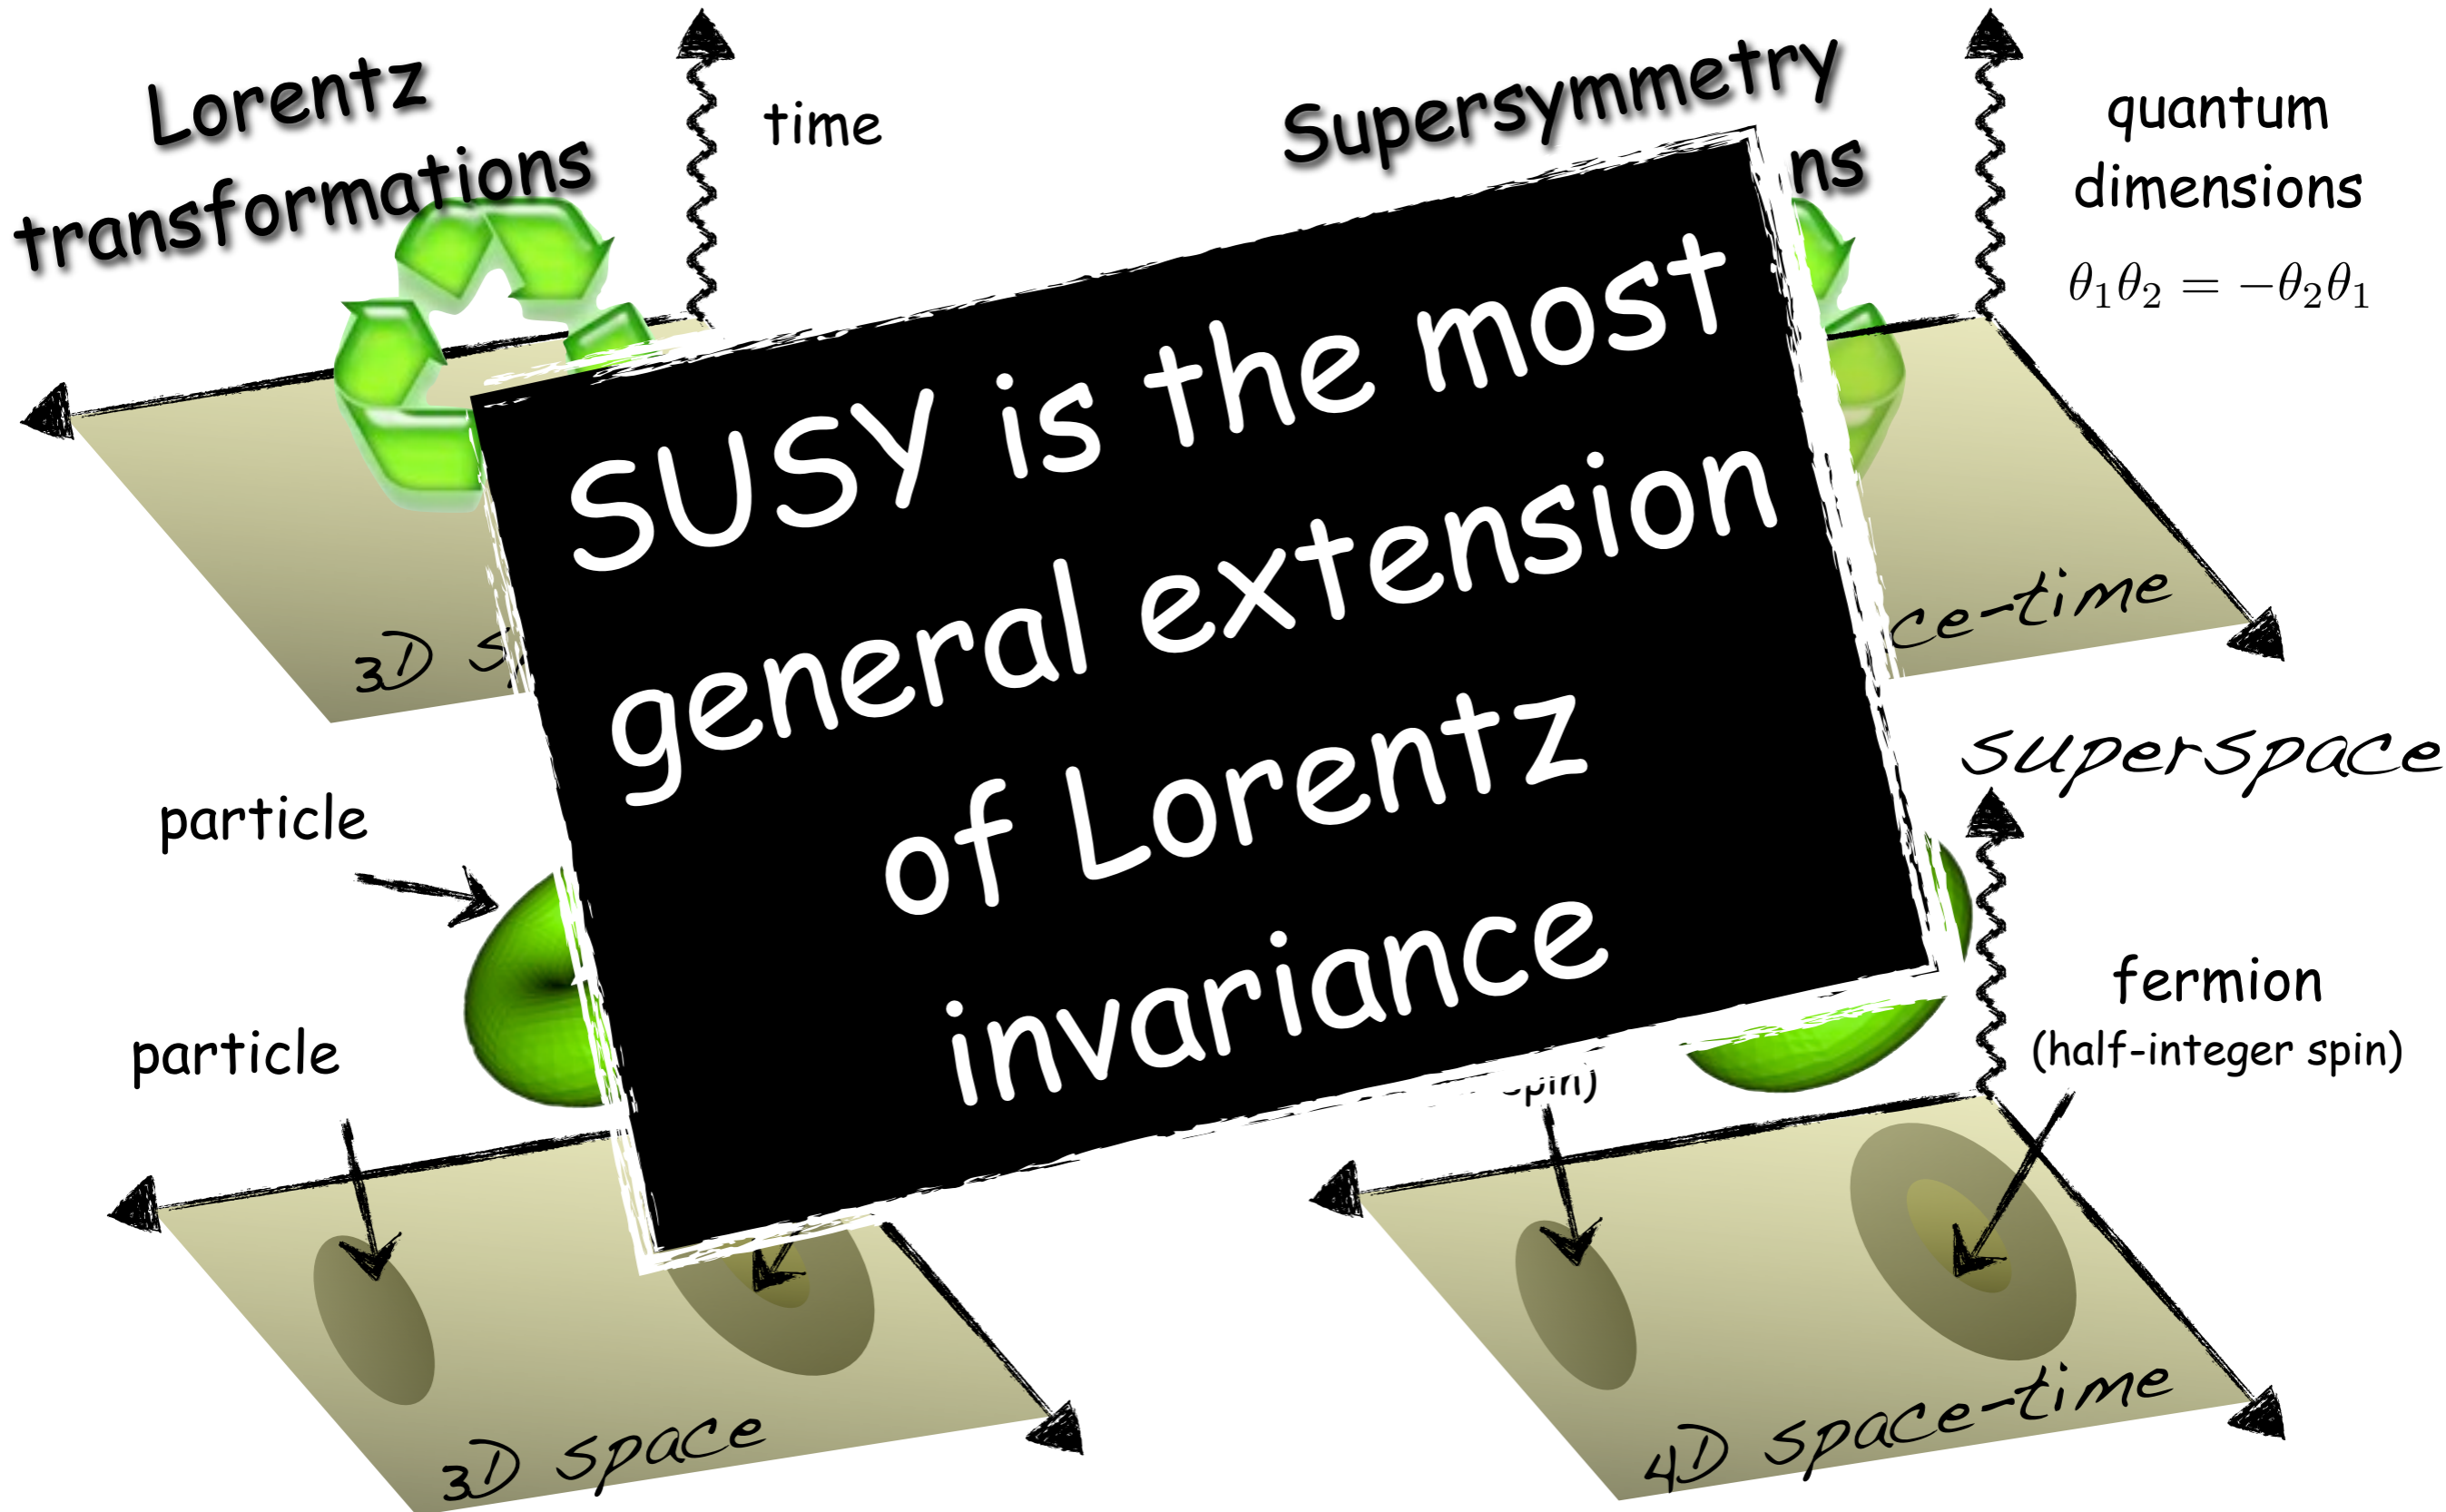 Lorentz
transformations
time
Supersymmetry
ns
quantum
dimensions
θ₁θ₂ = −θ₂θ₁
SUSY is the most
general extension
of Lorentz
invariance
3D
ce-time
superspace
particle
particle
fermion
(half-integer spin)
spin)
3D space
4D space-time